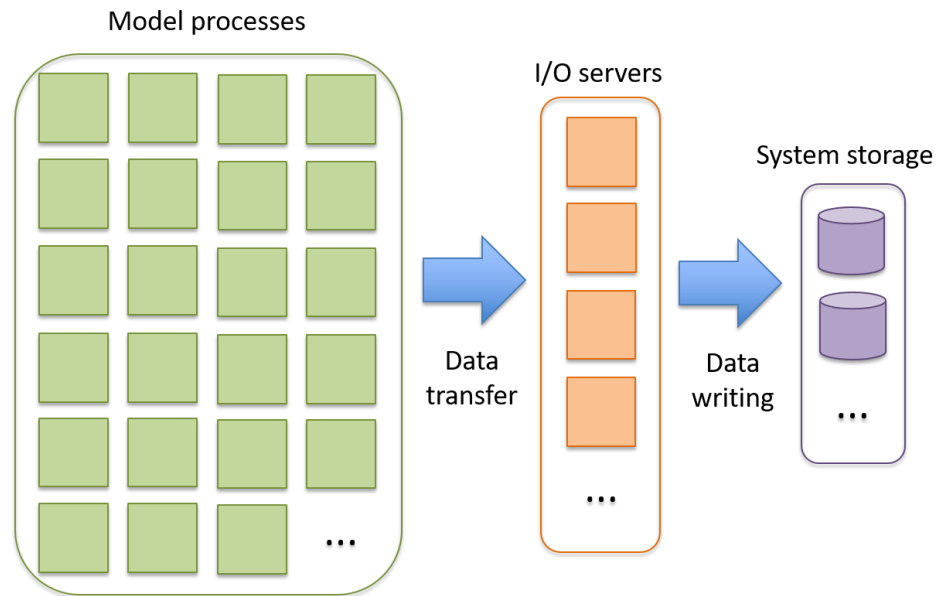 Model processes
I/O servers
System storage
Data
transfer
Data
writing
...
...
...